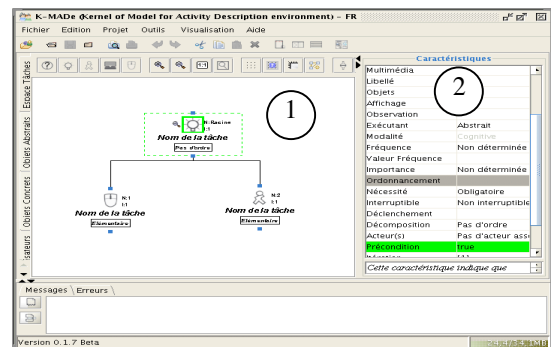 K-MADe (Kernel of Model for Activity Description environment) - FR
Fichier Edition Projet Outils Visualisation Aide
Espace Tâches
Objets Abstraits
Objets Concrets
isateurs
1
N:Racine
I:1
Nom de la tâche
Pas d'ordre
N:1
I:1
Nom de la tâche
Elémentaire
N:2
I:1
Nom de la tâche
Elémentaire
Caractéristiques
2
Multimédia
Libellé
Objets
Affichage
Observation
Exécutant Abstrait
Modalité Cognitive
Fréquence Non déterminée
Valeur Fréquence
Importance Non déterminée
Ordonnancement
Nécessité Obligatoire
Interruptible Non interruptible
Déclenchement
Décomposition Pas d'ordre
Acteur(s) Pas d'acteur asso
Précondition true
Cette caractéristique indique que
Messages Erreurs
Version 0.1.7 Beta